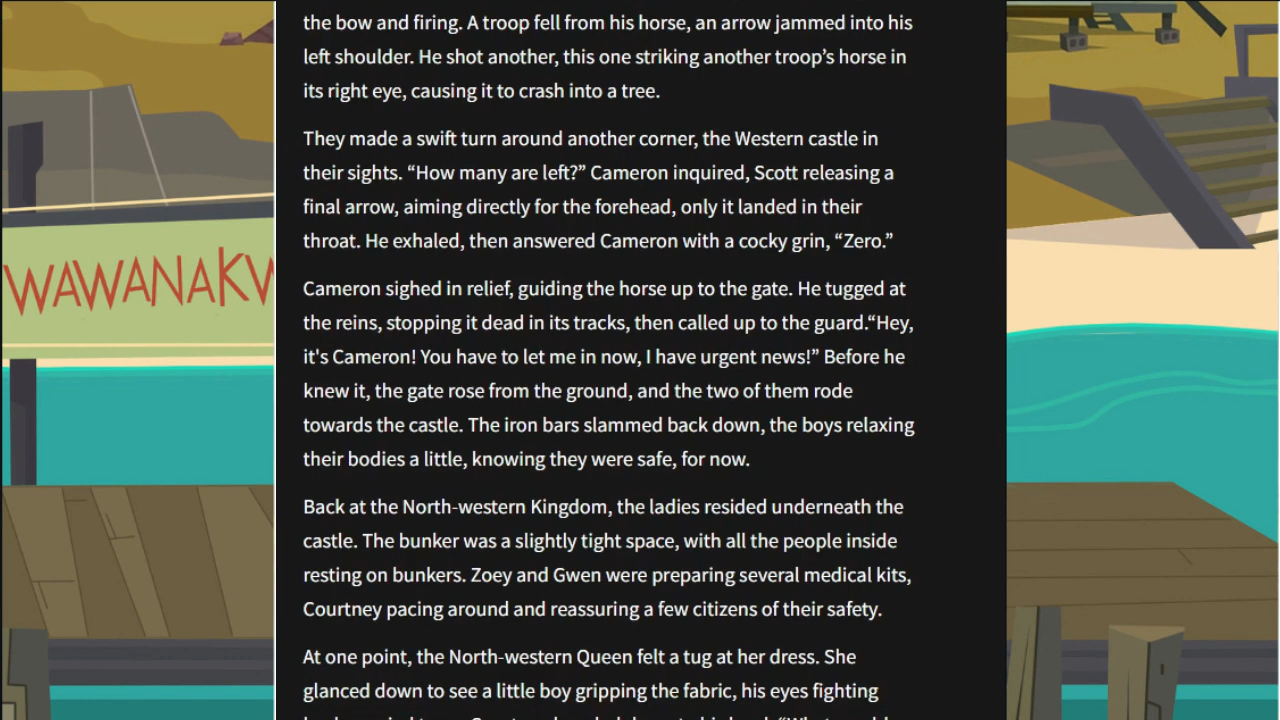 the bow and firing. A troop fell from his horse, an arrow jammed into his
left shoulder. He shot another, this one striking another troop’s horse in
its right eye, causing it to crash into a tree.
They made a swift turn around another corner, the Western castle in
their sights. “How many are left?” Cameron inquired, Scott releasing a
final arrow, aiming directly for the forehead, only it landed in their
throat. He exhaled, then answered Cameron with a cocky grin, “Zero.”
Cameron sighed in relief, guiding the horse up to the gate. He tugged at
the reins, stopping it dead in its tracks, then called up to the guard.“Hey,
it's Cameron! You have to let me in now, I have urgent news!” Before he
knew it, the gate rose from the ground, and the two of them rode
towards the castle. The iron bars slammed back down, the boys relaxing
their bodies a little, knowing they were safe, for now.
Back at the North-western Kingdom, the ladies resided underneath the
castle. The bunker was a slightly tight space, with all the people inside
resting on bunkers. Zoey and Gwen were preparing several medical kits,
Courtney pacing around and reassuring a few citizens of their safety.
At one point, the North-western Queen felt a tug at her dress. She
glanced down to see a little boy gripping the fabric, his eyes fighting
WAWANAKW